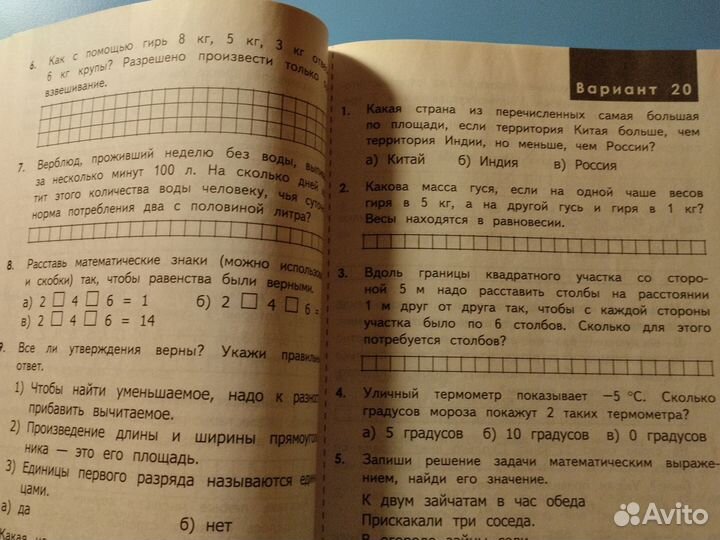 6. Как с помощью гирь 8 кг, 5 кг, 3 кг
6 кг крупы? Разрешено произвести только
взвешивание.
7. Верблюд, проживший неделю без воды,
за несколько минут 100 л. На сколько дней
тит этого количества воды человеку, чья
норма потребления два с половиной литра?
8. Расставь математические знаки (можно
и скобки) так, чтобы равенства были верными.
а) 2 □ 4 □ 6 = 1 б) 2 □ 4 □ 6 =
в) 2 □ 4 □ 6 = 14
9. Все ли утверждения верны? Укажи
ответ.
1) Чтобы найти уменьшаемое, надо к
прибавить вычитаемое.
2) Произведение длины и ширины
ника — это его площадь.
3) Единицы первого разряда называются
цами.
а) да б) нет
Вариант 20
1. Какая страна из перечисленных самая большая
по площади, если территория Китая больше, чем
территория Индии, но меньше, чем России?
а) Китай б) Индия в) Россия
2. Какова масса гуся, если на одной чаше весов
гиря в 5 кг, а на другой гусь и гиря в 1 кг?
Весы находятся в равновесии.
3. Вдоль границы квадратного участка со сторо-
ной 5 м надо расставить столбы на расстоянии
1 м друг от друга так, чтобы с каждой стороны
участка было по 6 столбов. Сколько для этого
потребуется столбов?
4. Уличный термометр показывает −5 °С. Сколько
градусов мороза покажут 2 таких термометра?
а) 5 градусов б) 10 градусов в) 0 градусов
5. Запиши решение задачи математическим выраже-
нием, найди его значение.
К двум зайчатам в час обеда
Прискакали три соседа.
В огороде зайцы сели
Avito